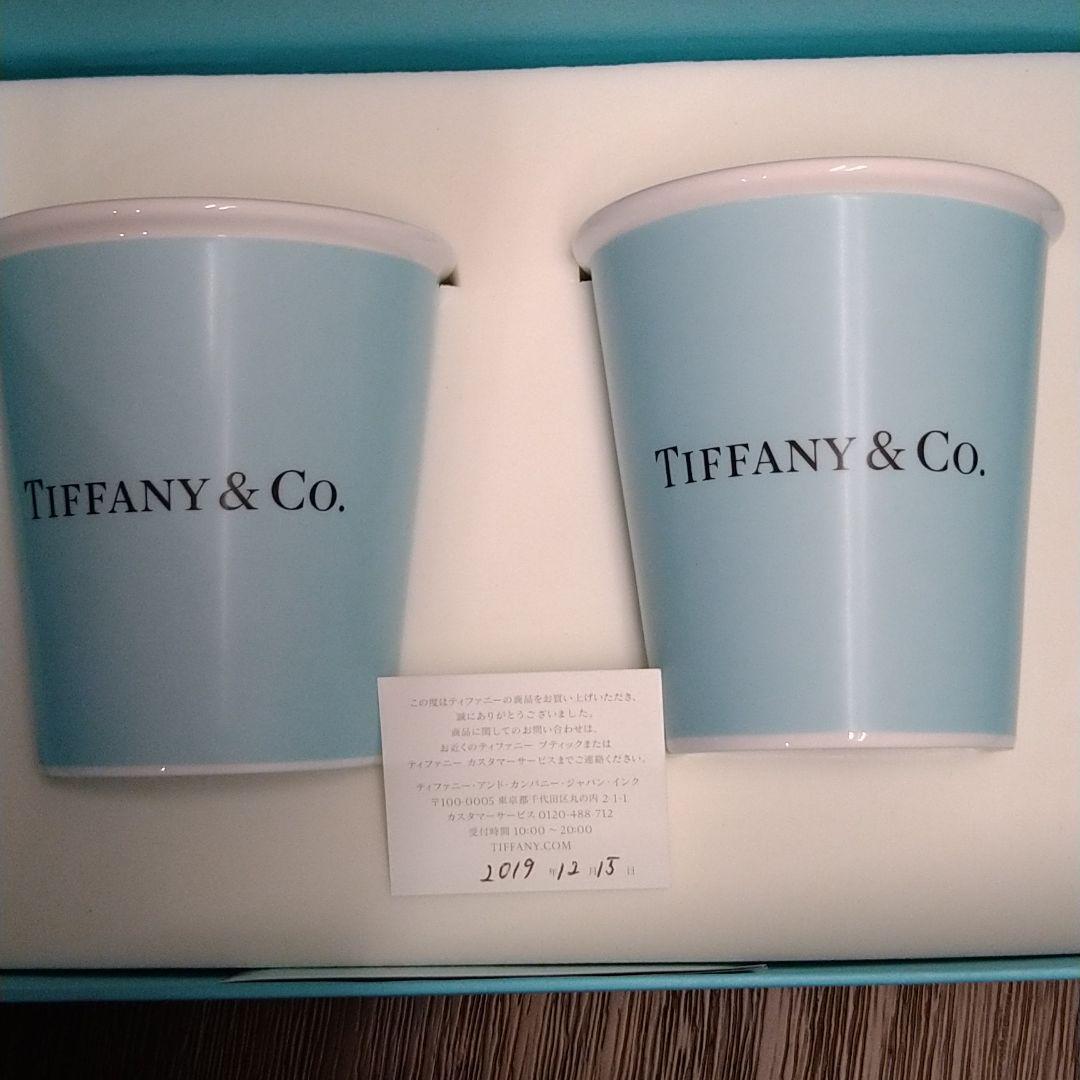 TIFFANY & CO.
TIFFANY & CO.
この度はティファニーの商品をお買い上げいただき、
誠にありがとうございました。
商品に関してのお問い合わせは、
お近くのティファニー ブティックまたは
ティファニー カスタマーサービスまでご連絡ください。
ティファニー・アンド・カンパニー・ジャパン・インク
〒100-0005 東京都千代田区丸の内 2-1-1
カスタマーサービス 0120-488-712
受付時間 10:00 ~ 20:00
TIFFANY.COM
2019 年 12 月 15 日